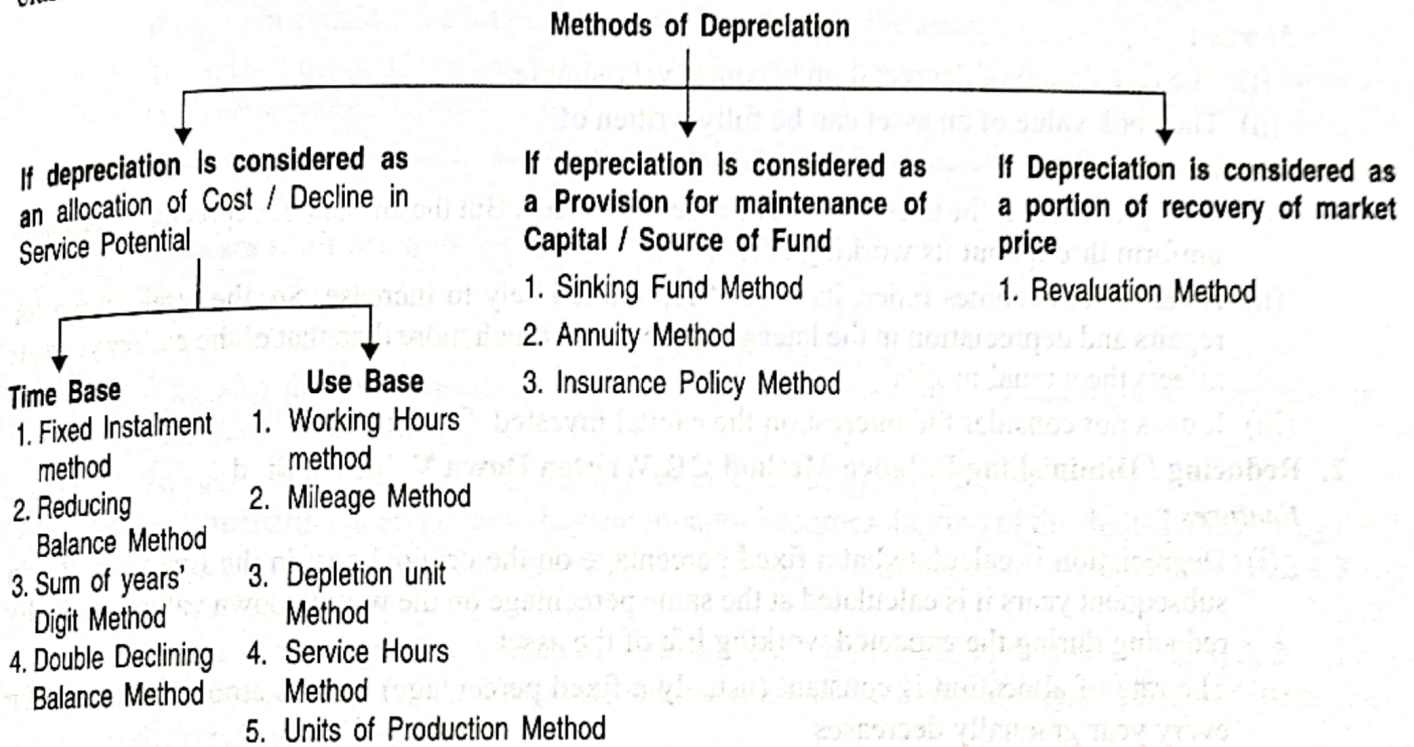 Methods of Depreciation
If depreciation is considered as
an allocation of Cost / Decline in
Service Potential
If depreciation is considered as
a Provision for maintenance of
Capital / Source of Fund
1. Sinking Fund Method
2. Annuity Method
3. Insurance Policy Method
If Depreciation is considered as
a portion of recovery of market
price
1. Revaluation Method
Time Base
1. Fixed Instalment
method
2. Reducing
Balance Method
3. Sum of years'
Digit Method
4. Double Declining
Balance Method
Use Base
1. Working Hours
method
2. Mileage Method
3. Depletion unit
Method
4. Service Hours
Method
5. Units of Production Method